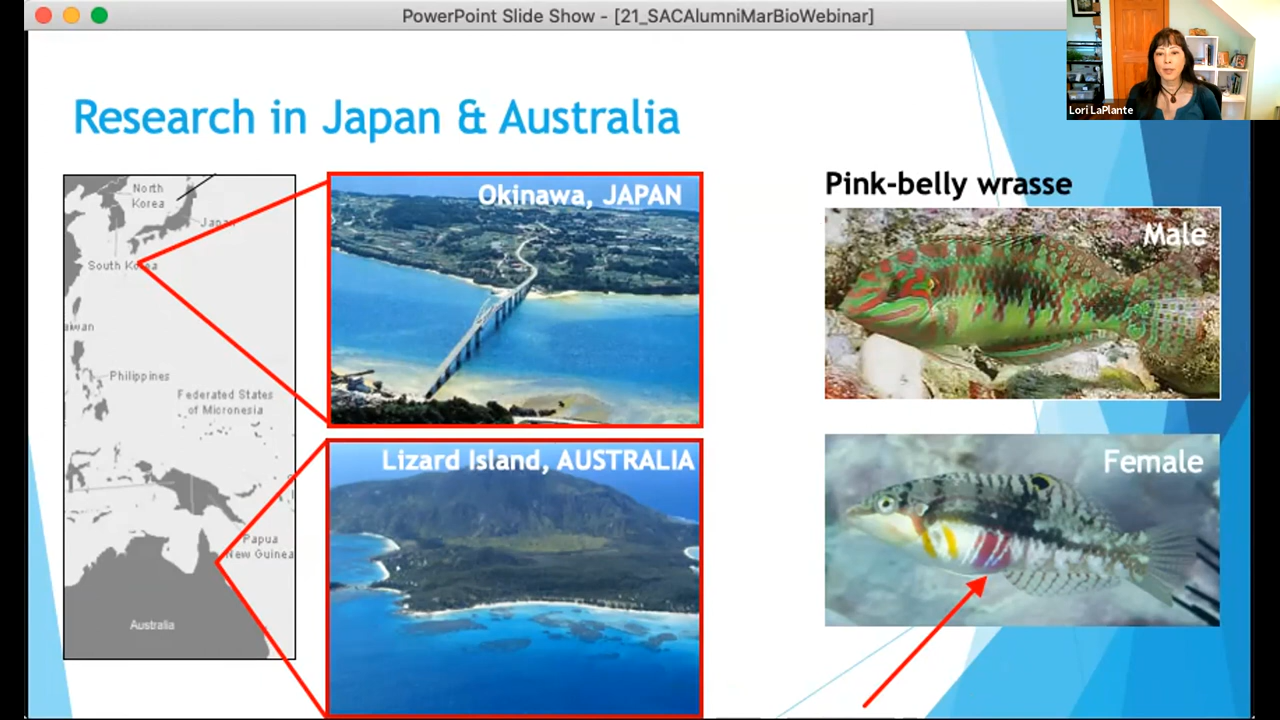 PowerPoint Slide Show - [21_SACAlumniMarBioWebinar]
Lori LaPlante
Research in Japan & Australia
North
Korea
Japan
South Korea
aiwan
Philippines
Federated States
of Micronesia
Papua
New Guinea
Australia
Okinawa, JAPAN
Lizard Island, AUSTRALIA
Pink-belly wrasse
Male
Female